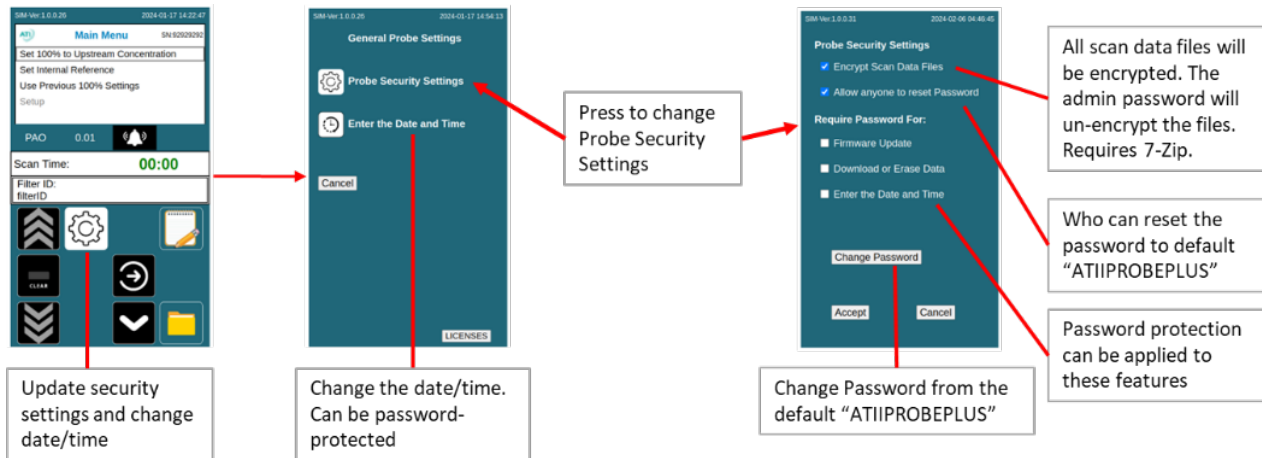 SIM-Ver:1.0.0.26 2024-01-17 14:22:47
ATI Main Menu SN:92929292
Set 100% to Upstream Concentration
Set Internal Reference
Use Previous 100% Settings
Setup
PAO 0.01
Scan Time: 00:00
Filter ID:
filterID
CLEAR
Update security
settings and change
date/time
SIM-Ver:1.0.0.26 2024-01-17 14:54:13
General Probe Settings
Probe Security Settings
Enter the Date and Time
Cancel
LICENSES
Change the date/time.
Can be password-
protected
Press to change
Probe Security
Settings
SIM-Ver:1.0.0.31 2024-02-06 04:46:45
Probe Security Settings
Encrypt Scan Data Files
Allow anyone to reset Password
Require Password For:
Firmware Update
Download or Erase Data
Enter the Date and Time
Change Password
Accept Cancel
Change Password from the
default “ATIIPROBEPLUS”
All scan data files will
be encrypted. The
admin password will
un-encrypt the files.
Requires 7-Zip.
Who can reset the
password to default
“ATIIPROBEPLUS”
Password protection
can be applied to
these features